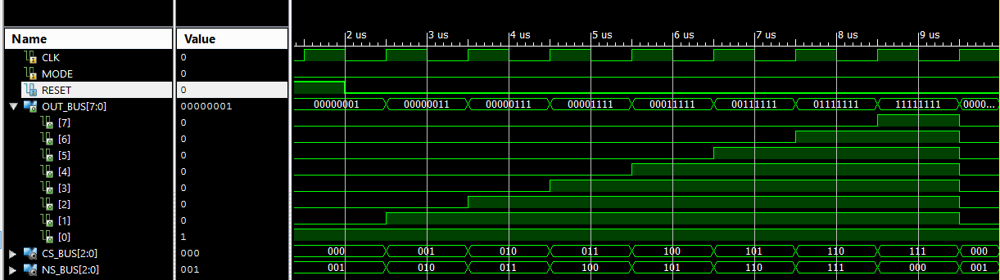 Name Value 2 us 3 us 4 us 5 us 6 us 7 us 8 us 9 us
CLK 0
MODE 0
RESET 0
OUT_BUS[7:0] 00000001 00000001 00000011 00000111 00001111 00011111 00111111 01111111 11111111 0000...
[7] 0
[6] 0
[5] 0
[4] 0
[3] 0
[2] 0
[1] 0
[0] 1
CS_BUS[2:0] 000 000 001 010 011 100 101 110 111 000
NS_BUS[2:0] 001 001 010 011 100 101 110 111 000 001